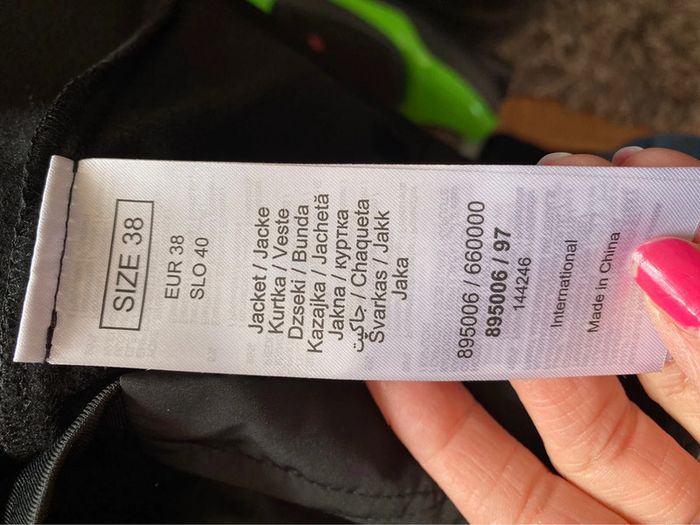 SIZE 38
EUR 38
SLO 40
Jacket / Jacke
Kurtka / Veste
Dzseki / Bunda
Kazajka / Jachetă
Jakna / куртка
جاكيت / Chaqueta
Švarkas / Jakk
Jaka
895006 / 660000
895006 / 97
144246
International
Made in China